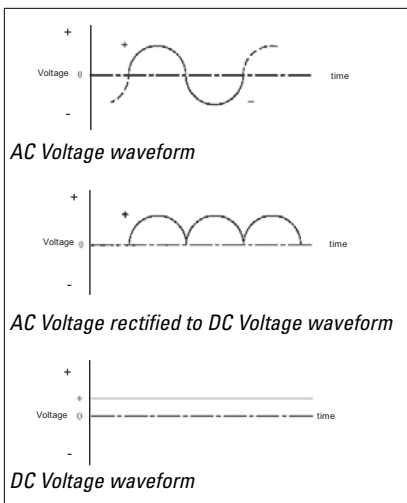 +
+
Voltage 0 time
-
-
AC Voltage waveform
+
+
Voltage 0 time
-
AC Voltage rectified to DC Voltage waveform
+
+
Voltage 0 time
-
DC Voltage waveform